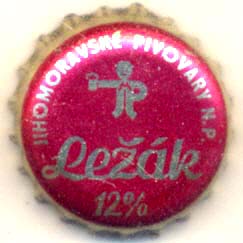 JIHOMORAVSKÉ PIVOVARY N.P.
Ležák
12%